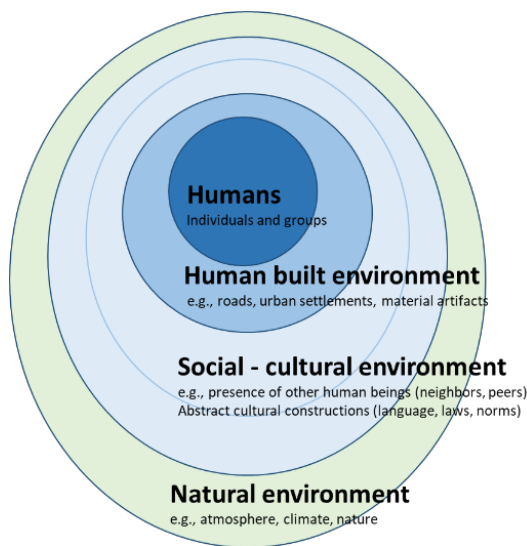 Humans
Individuals and groups
Human built environment
e.g., roads, urban settlements, material artifacts
Social - cultural environment
e.g., presence of other human beings (neighbors, peers)
Abstract cultural constructions (language, laws, norms)
Natural environment
e.g., atmosphere, climate, nature